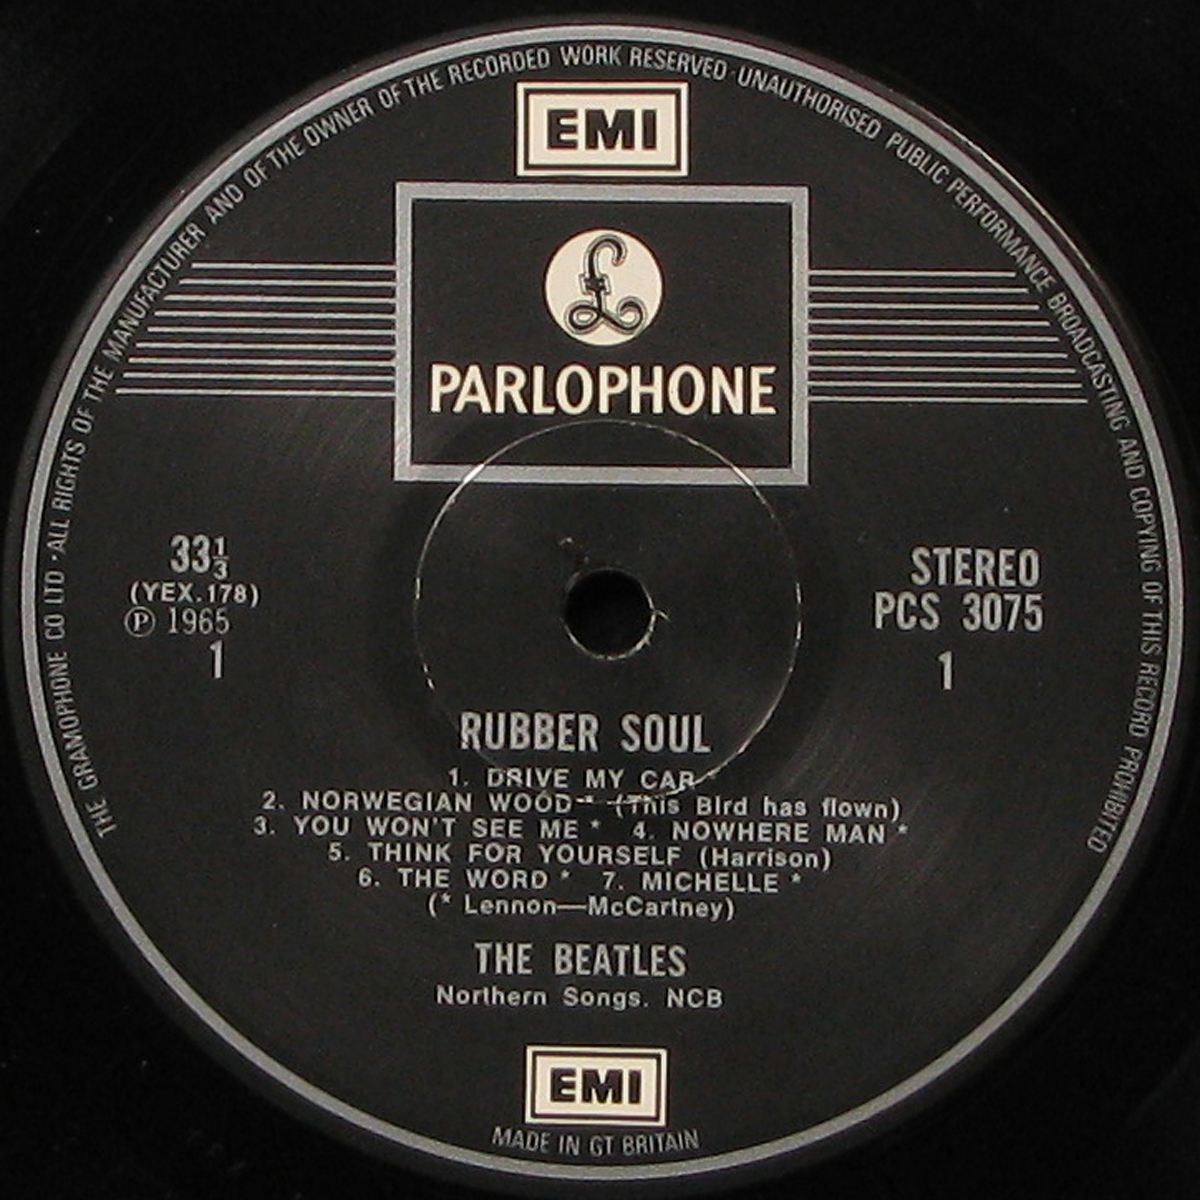 THE GRAMOPHONE CO LTD · ALL RIGHTS OF THE MANUFACTURER AND OF THE OWNER OF THE RECORDED WORK RESERVED · UNAUTHORISED PUBLIC PERFORMANCE BROADCASTING AND COPYING OF THIS RECORD PROHIBITED
EMI
£
PARLOPHONE
33⅓
(YEX.178)
℗ 1965
1
STEREO
PCS 3075
1
RUBBER SOUL
1. DRIVE MY CAR *
2. NORWEGIAN WOOD * (This Bird has flown)
3. YOU WON'T SEE ME * 4. NOWHERE MAN *
5. THINK FOR YOURSELF (Harrison)
6. THE WORD * 7. MICHELLE *
(* Lennon—McCartney)
THE BEATLES
Northern Songs. NCB
EMI
MADE IN GT BRITAIN